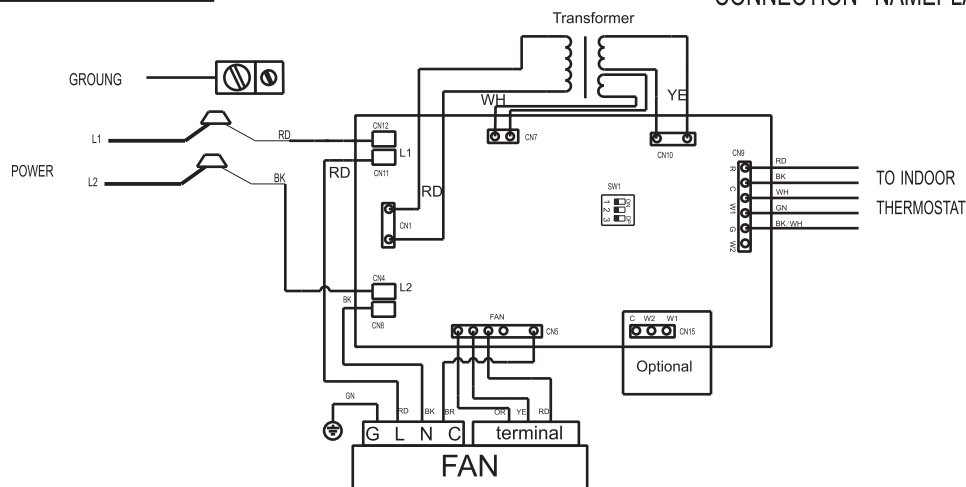 CONNECTION NAMEPLA
Transformer
GROUNG
WH
YE
CN7
CN10
CN12
L1
RD
L1
CN11
POWER
L2
BK
RD
RD
CN1
SW1
1 2 3
ON
CN9
R
C
W1
G
W2
RD
BK
WH
GN
BK/WH
TO INDOOR
THERMOSTAT
CN4
L2
BK
CN8
FAN
CN5
C W2 W1
CN15
Optional
GN
RD
BK
BR
OR
YE
RD
G L N C
terminal
FAN